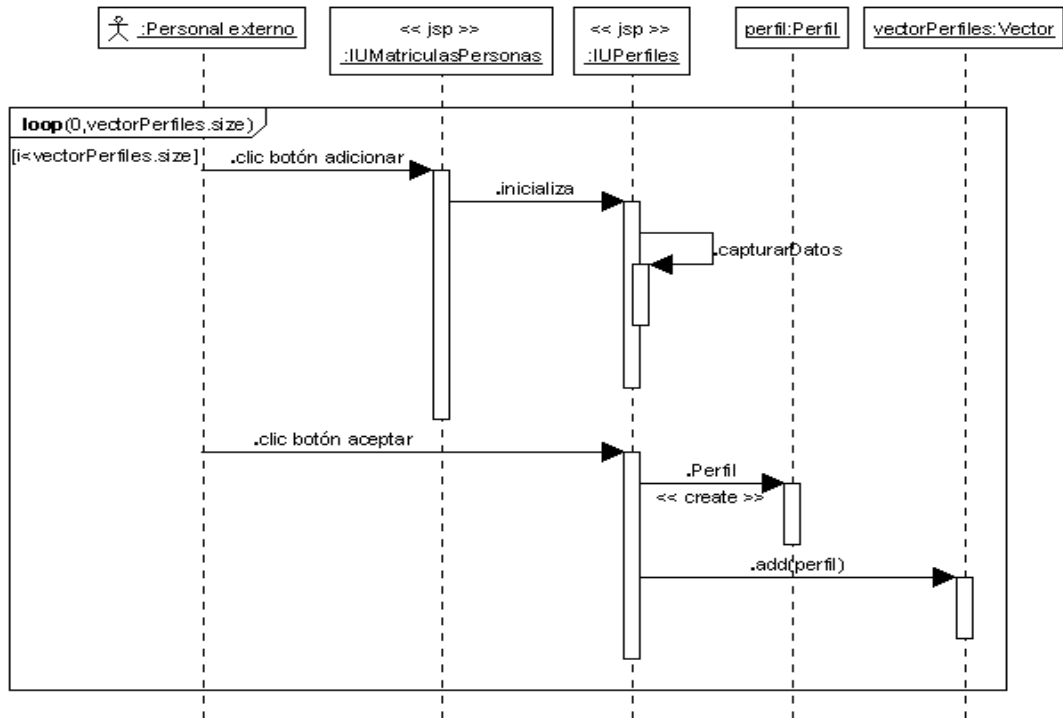 :Personal externo
<< jsp >>
:IUMatriculasPersonas
<< jsp >>
:IUPerfiles
perfil:Perfil
vectorPerfiles:Vector
loop(0,vectorPerfiles.size)
[i<vectorPerfiles.size]
.clic botón adicionar
.inicializa
.capturarDatos
.clic botón aceptar
.Perfil
<< create >>
.add(perfil)